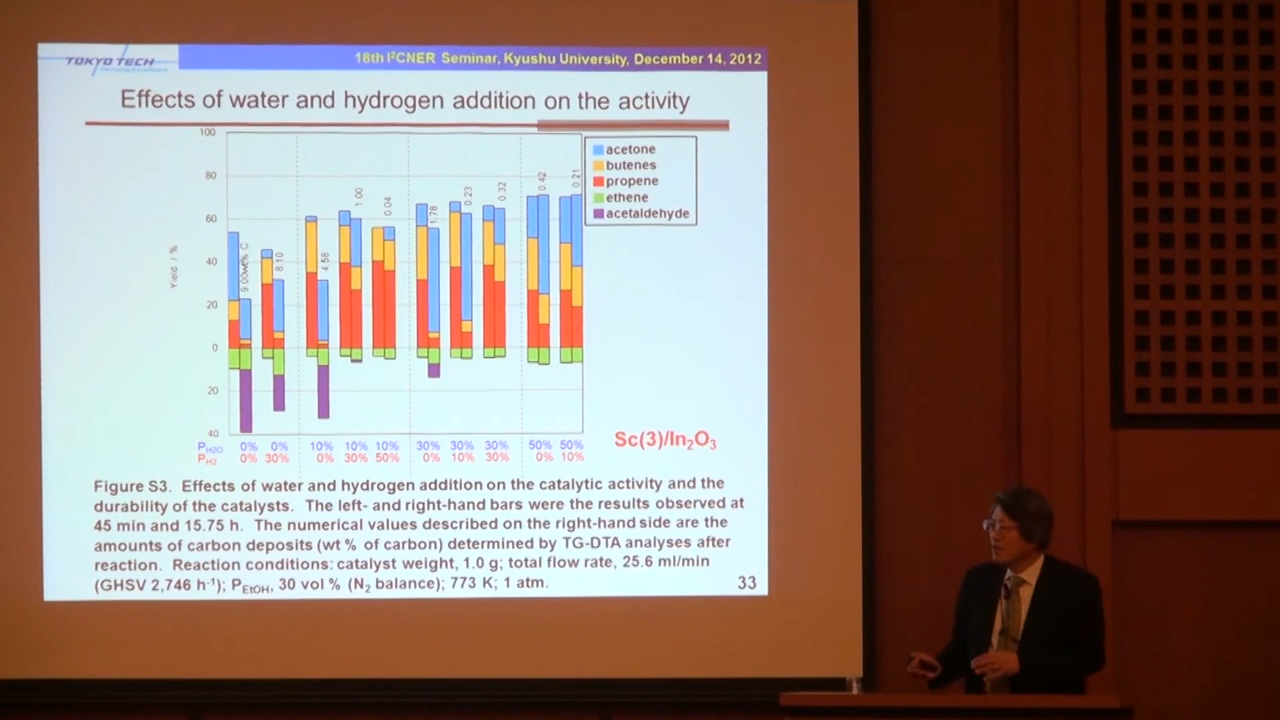 TOKYO TECH
18th I²CNER Seminar, Kyushu University, December 14, 2012
Effects of water and hydrogen addition on the activity
acetone
butenes
propene
ethene
acetaldehyde
Yield / %
100
80
60
40
20
0
20
40
9.00wt% C
8.10
4.58
1.00
0.04
1.78
0.23
0.32
0.42
0.21
PH2O 0% 0% 10% 10% 10% 30% 30% 30% 50% 50%
PH2 0% 30% 0% 30% 50% 0% 10% 30% 0% 10%
Sc(3)/In₂O₃
Figure S3. Effects of water and hydrogen addition on the catalytic activity and the
durability of the catalysts. The left- and right-hand bars were the results observed at
45 min and 15.75 h. The numerical values described on the right-hand side are the
amounts of carbon deposits (wt % of carbon) determined by TG-DTA analyses after
reaction. Reaction conditions: catalyst weight, 1.0 g; total flow rate, 25.6 ml/min
(GHSV 2,746 h⁻¹); PEtOH, 30 vol % (N₂ balance); 773 K; 1 atm.
33